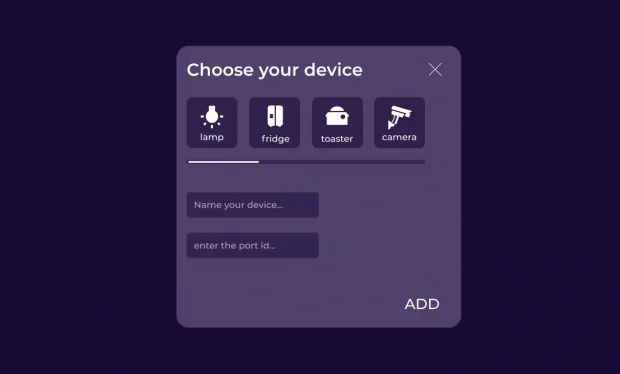 Choose your device
lamp
fridge
toaster
camera
Name your device...
enter the port id...
ADD